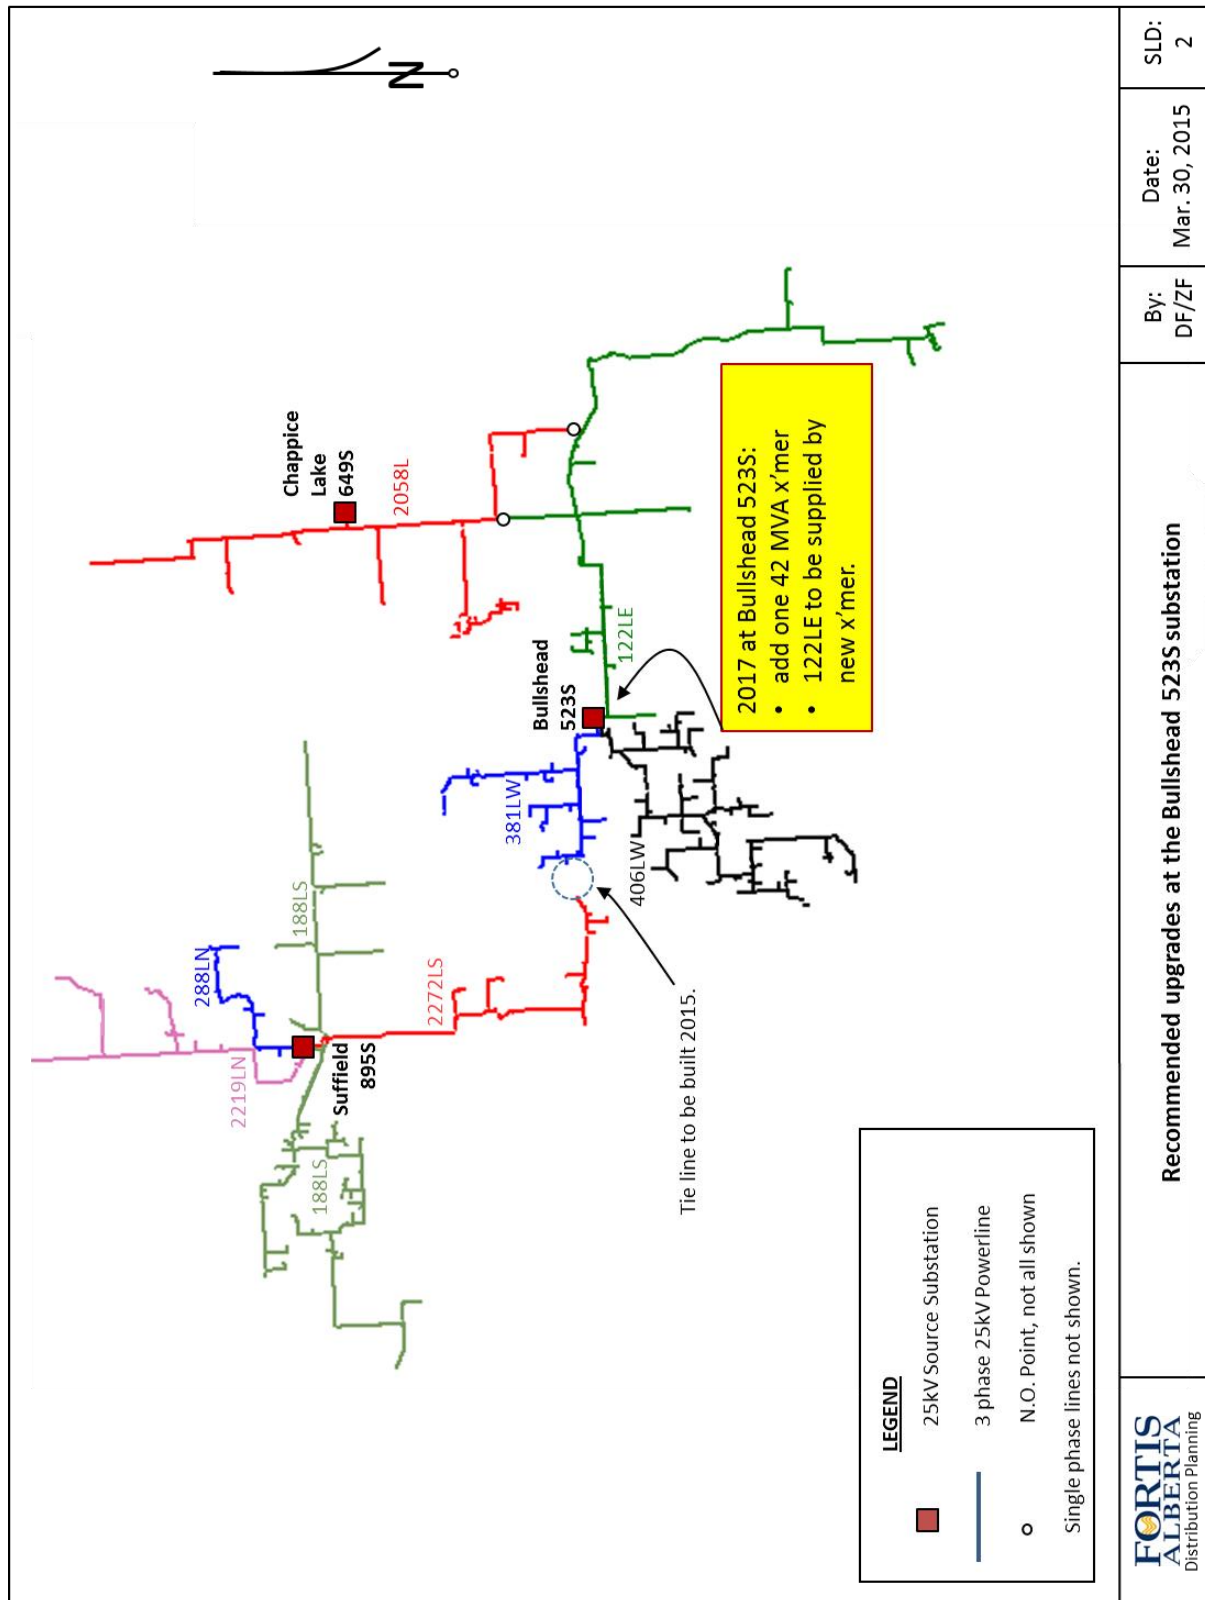 N
Chappice
Lake
649S
2058L
Bullshead
523S
122LE
381LW
406LW
188LS
288LN
2219LN
2272LS
Suffield
895S
188LS
2017 at Bullshead 523S:
• add one 42 MVA x'mer
• 122LE to be supplied by
new x'mer.
Tie line to be built 2015.
LEGEND
25kV Source Substation
3 phase 25kV Powerline
N.O. Point, not all shown
Single phase lines not shown.
FORTIS
ALBERTA
Distribution Planning
Recommended upgrades at the Bullshead 523S substation
By:
DF/ZF
Date:
Mar. 30, 2015
SLD:
2